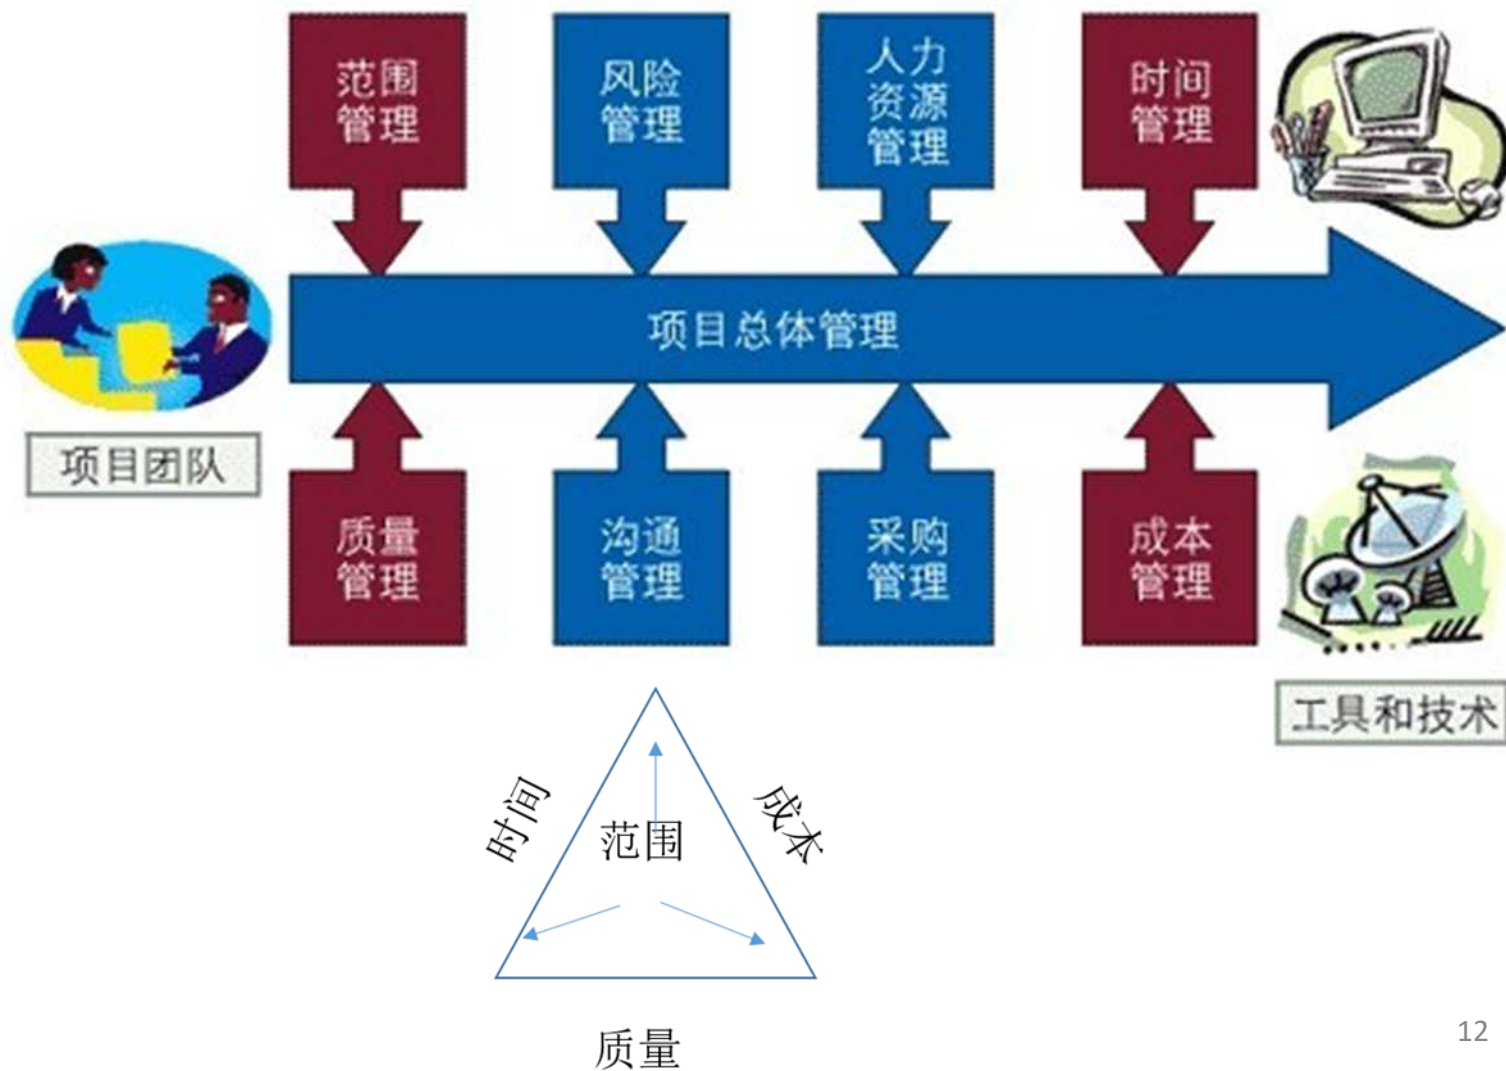 范围
管理
风险
管理
人力
资源
管理
时间
管理
项目总体管理
项目团队
质量
管理
沟通
管理
采购
管理
成本
管理
工具和技术
时间
范围
成本
质量
12